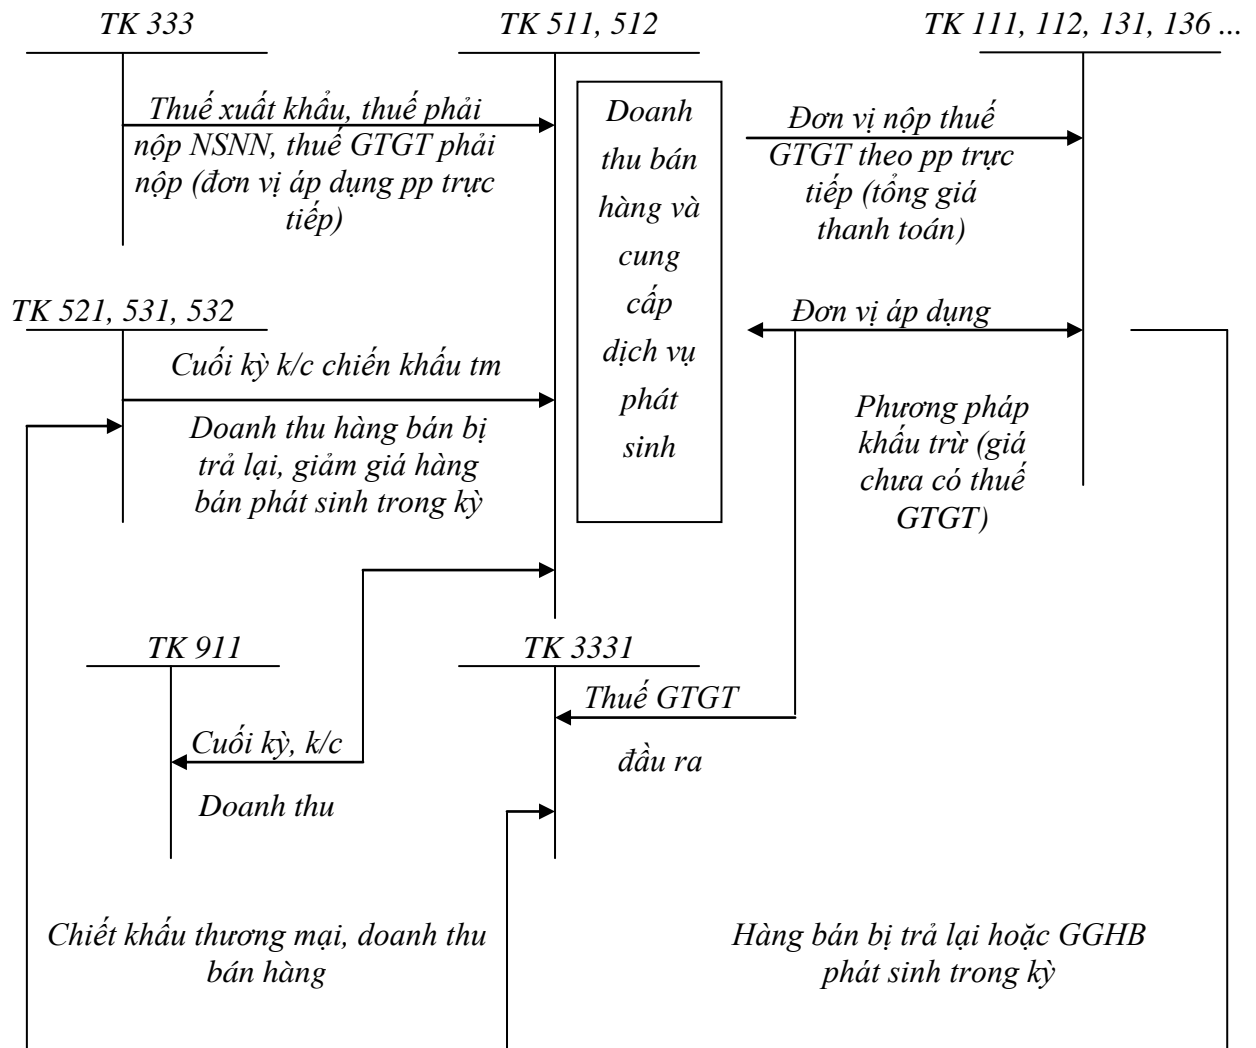 TK 333
TK 511, 512
TK 111, 112, 131, 136 ...
Thuế xuất khẩu, thuế phải
nộp NSNN, thuế GTGT phải
nộp (đơn vị áp dụng pp trực
tiếp)
Doanh
thu bán
hàng và
cung
cấp
dịch vụ
phát
sinh
Đơn vị nộp thuế
GTGT theo pp trực
tiếp (tổng giá
thanh toán)
TK 521, 531, 532
Cuối kỳ k/c chiến khấu tm
Doanh thu hàng bán bị
trả lại, giảm giá hàng
bán phát sinh trong kỳ
Đơn vị áp dụng
Phương pháp
khấu trừ (giá
chưa có thuế
GTGT)
TK 911
TK 3331
Cuối kỳ, k/c
Doanh thu
Thuế GTGT
đầu ra
Chiết khấu thương mại, doanh thu
bán hàng
Hàng bán bị trả lại hoặc GGHB
phát sinh trong kỳ